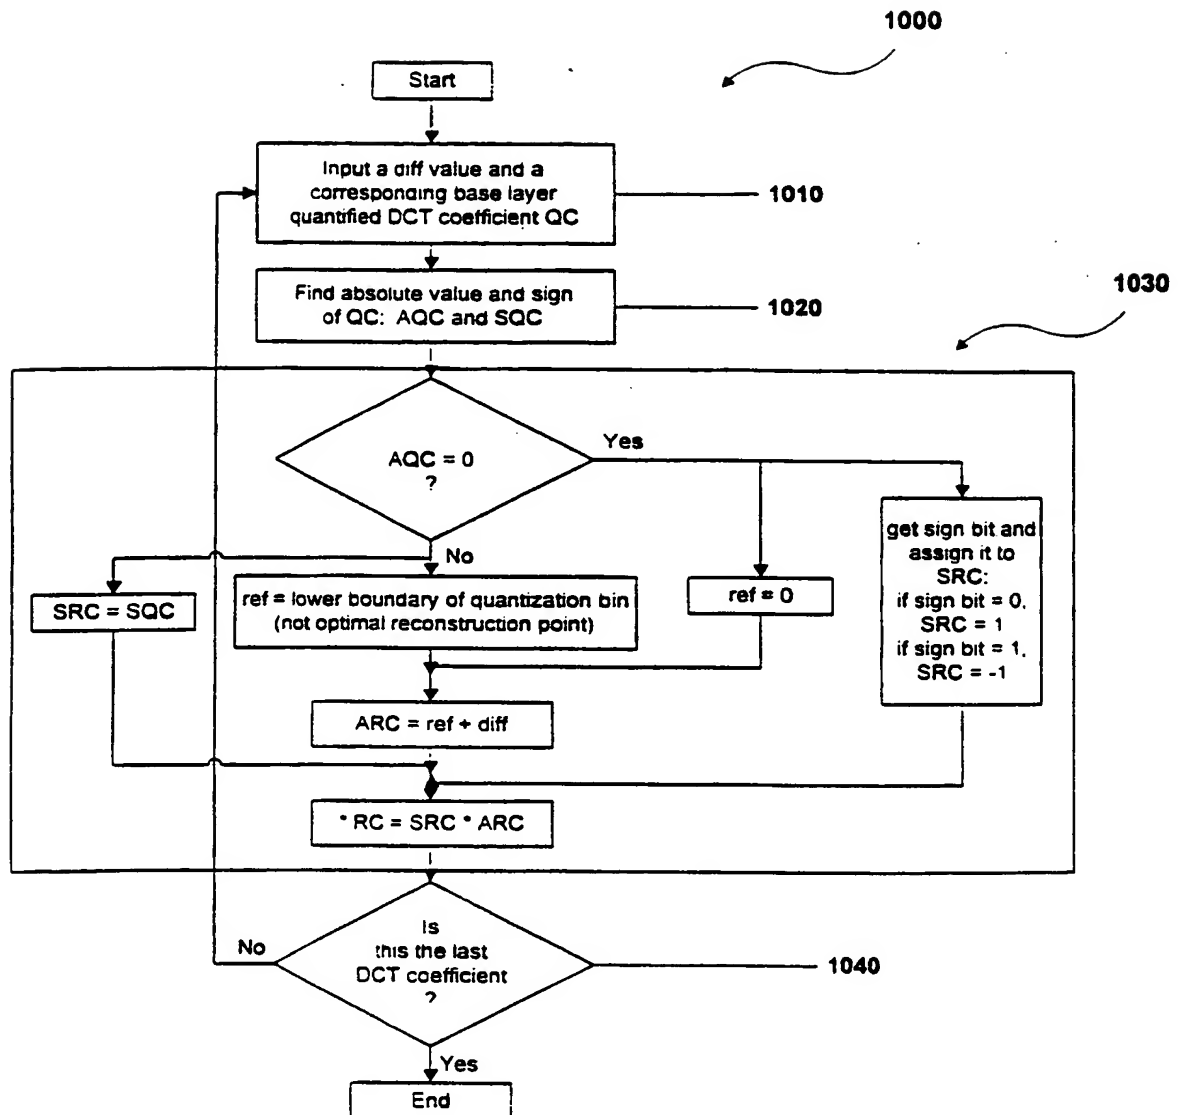 1000
Start
Input a diff value and a
corresponding base layer
quantified DCT coefficient QC
1010
Find absolute value and sign
of QC: AQC and SQC
1020
1030
AQC = 0
?
Yes
No
SRC = SQC
ref = lower boundary of quantization bin
(not optimal reconstruction point)
ref = 0
get sign bit and
assign it to
SRC:
if sign bit = 0,
SRC = 1
if sign bit = 1,
SRC = -1
ARC = ref + diff
* RC = SRC * ARC
Is
this the last
DCT coefficient
?
No
1040
Yes
End